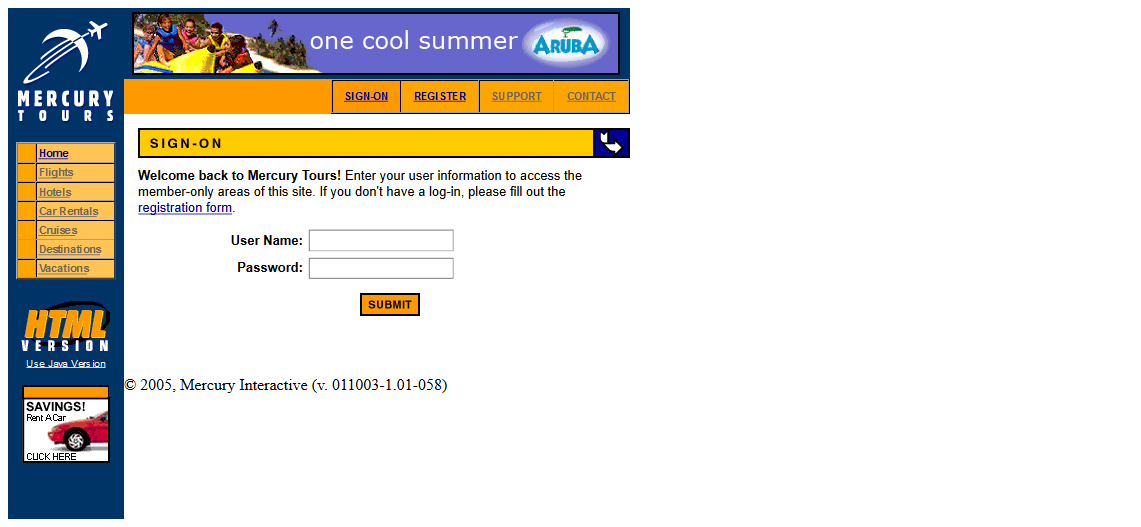 one cool summer ARUBA
MERCURY
TOURS
SIGN-ON REGISTER SUPPORT CONTACT
Home
Flights
Hotels
Car Rentals
Cruises
Destinations
Vacations
HTML
VERSION
Use Java Version
SAVINGS!
Rent A Car
CLICK HERE
SIGN-ON
Welcome back to Mercury Tours! Enter your user information to access the
member-only areas of this site. If you don't have a log-in, please fill out the
registration form.
User Name:
Password:
SUBMIT
© 2005, Mercury Interactive (v. 011003-1.01-058)